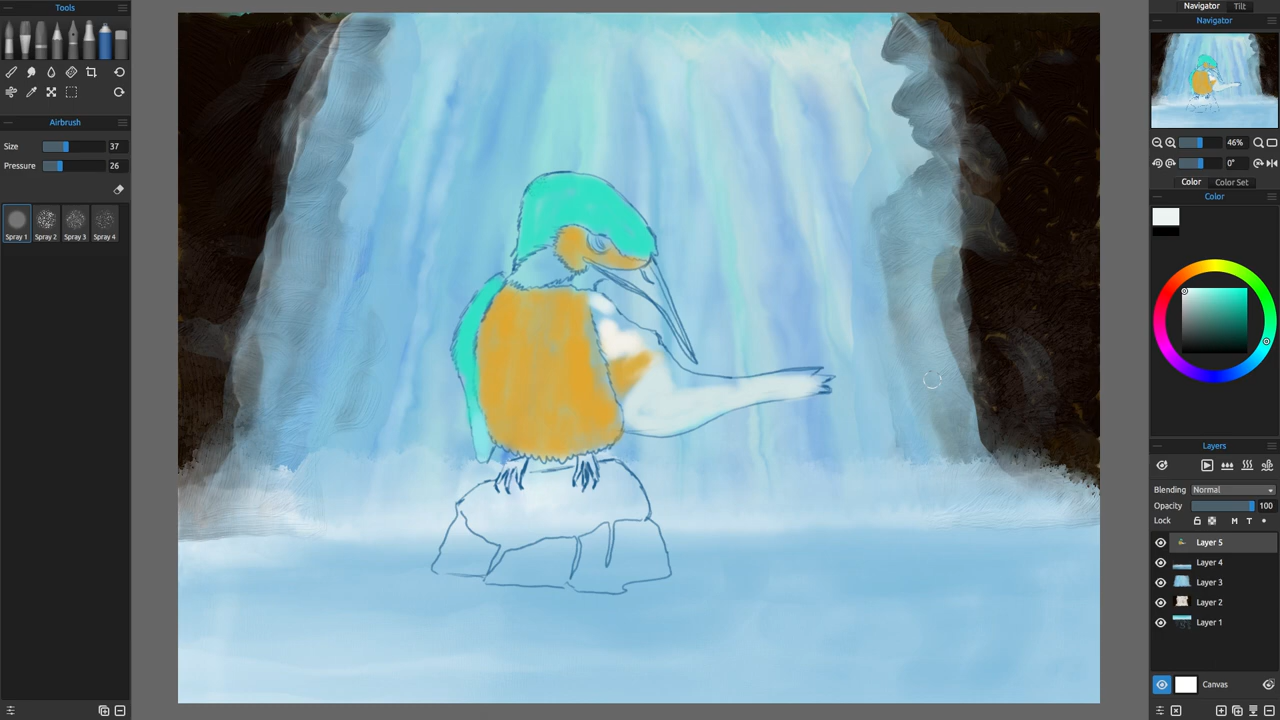 Tools
Airbrush
Size 37
Pressure 26
Spray 1 Spray 2 Spray 3 Spray 4
Navigator Tilt
Navigator
46%
0°
Color Color Set
Color
Layers
Blending Normal
Opacity 100
Lock M T
Layer 5
Layer 4
Layer 3
Layer 2
Layer 1
Canvas